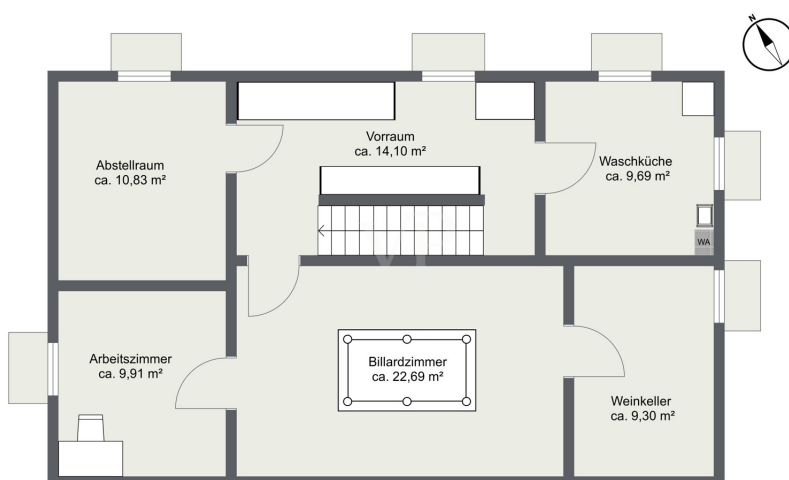 N
Abstellraum
ca. 10,83 m²
Vorraum
ca. 14,10 m²
Waschküche
ca. 9,69 m²
WA
Arbeitszimmer
ca. 9,91 m²
Billardzimmer
ca. 22,69 m²
Weinkeller
ca. 9,30 m²